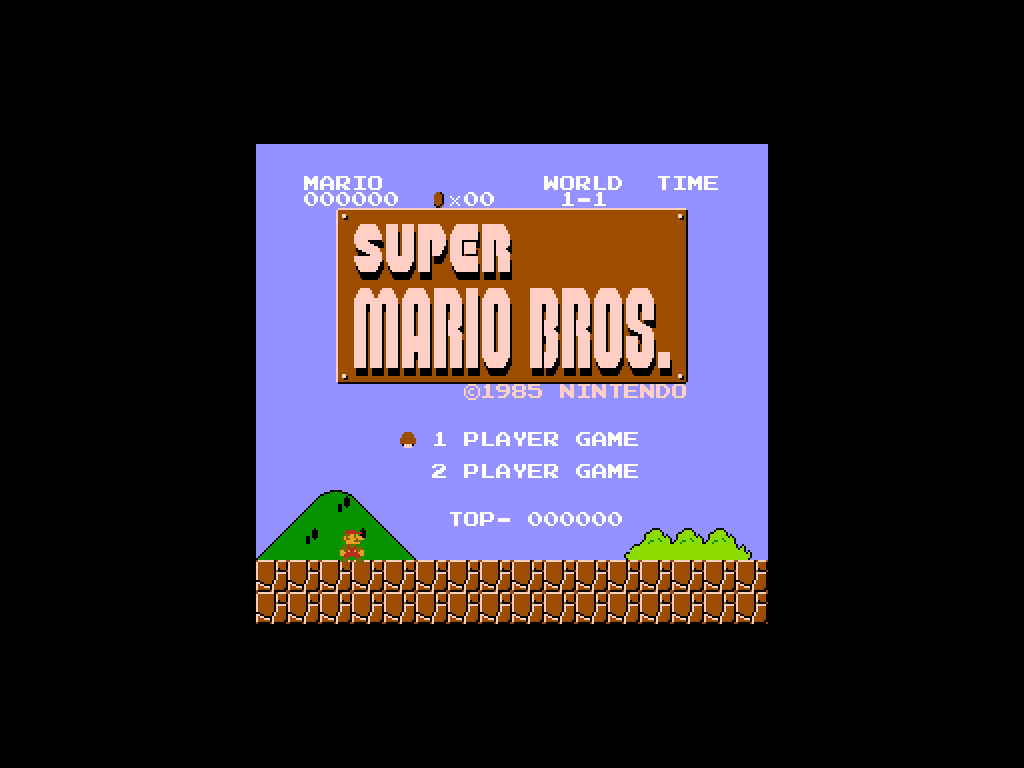 MARIO WORLD TIME
000000 ×00 1-1
SUPER
MARIO BROS.
©1985 NINTENDO
1 PLAYER GAME
2 PLAYER GAME
TOP- 000000